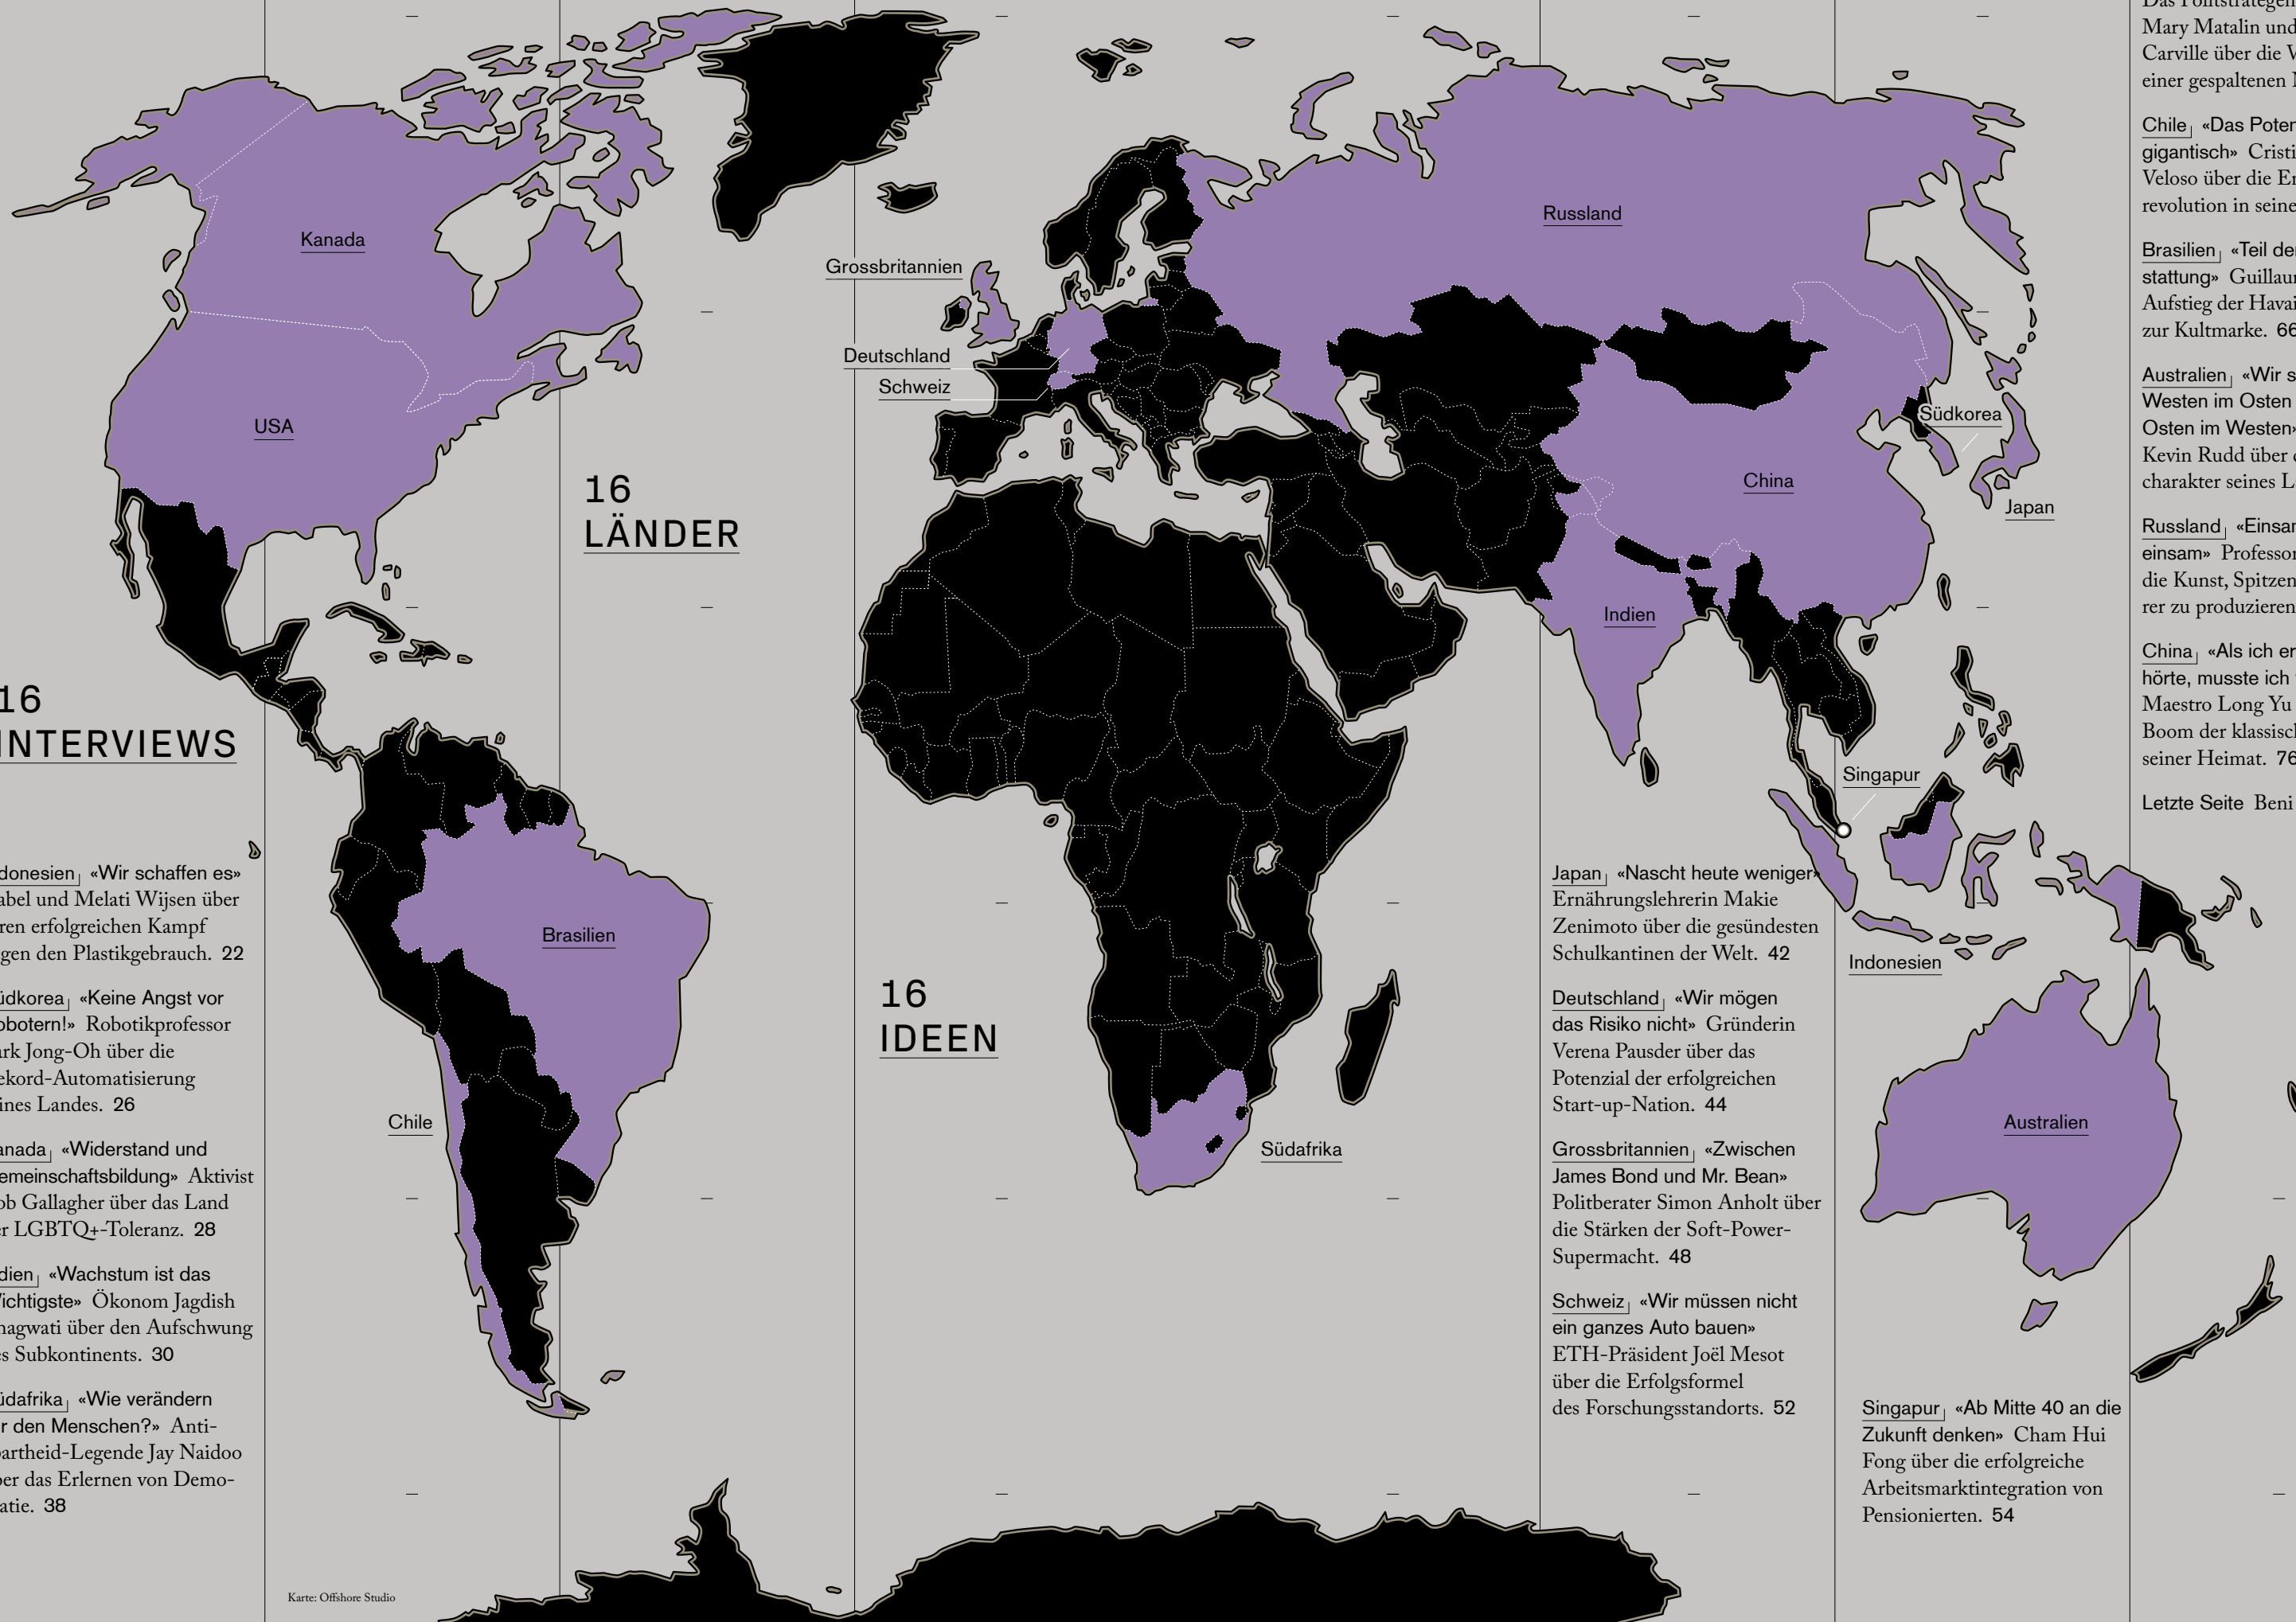 Kanada
USA
Grossbritannien
Deutschland
Schweiz
Russland
China
Südkorea
Japan
Indien
Singapur
Indonesien
Brasilien
Chile
Südafrika
Australien
16
LÄNDER
16
INTERVIEWS
16
IDEEN
donesien «Wir schaffen es»
abel und Melati Wijsen über
ren erfolgreichen Kampf
gen den Plastikgebrauch. 22
üdkorea «Keine Angst vor
obotern!» Robotikprofessor
ark Jong-Oh über die
ekord-Automatisierung
ines Landes. 26
anada «Widerstand und
emeinschaftsbildung» Aktivist
ob Gallagher über das Land
er LGBTQ+-Toleranz. 28
dien «Wachstum ist das
ichtigste» Ökonom Jagdish
hagwati über den Aufschwung
es Subkontinents. 30
üdafrika «Wie verändern
r den Menschen?» Anti-
partheid-Legende Jay Naidoo
ber das Erlernen von Demo-
atie. 38
Karte: Offshore Studio
Japan «Nascht heute weniger»
Ernährungslehrerin Makie
Zenimoto über die gesündesten
Schulkantinen der Welt. 42
Deutschland «Wir mögen
das Risiko nicht» Gründerin
Verena Pausder über das
Potenzial der erfolgreichen
Start-up-Nation. 44
Grossbritannien «Zwischen
James Bond und Mr. Bean»
Politberater Simon Anholt über
die Stärken der Soft-Power-
Supermacht. 48
Schweiz «Wir müssen nicht
ein ganzes Auto bauen»
ETH-Präsident Joël Mesot
über die Erfolgsformel
des Forschungsstandorts. 52
Singapur «Ab Mitte 40 an die
Zukunft denken» Cham Hui
Fong über die erfolgreiche
Arbeitsmarktintegration von
Pensionierten. 54
Das Politstrategen
Mary Matalin und
Carville über die W
einer gespaltenen
Chile «Das Poten
gigantisch» Cristi
Veloso über die En
revolution in seine
Brasilien «Teil de
stattung» Guillau
Aufstieg der Havai
zur Kultmarke. 66
Australien «Wir s
Westen im Osten
Osten im Westen»
Kevin Rudd über
charakter seines L
Russland «Einsa
einsam» Professor
die Kunst, Spitzen
rer zu produzieren
China «Als ich er
hörte, musste ich
Maestro Long Yu
Boom der klassisch
seiner Heimat. 76
Letzte Seite Beni